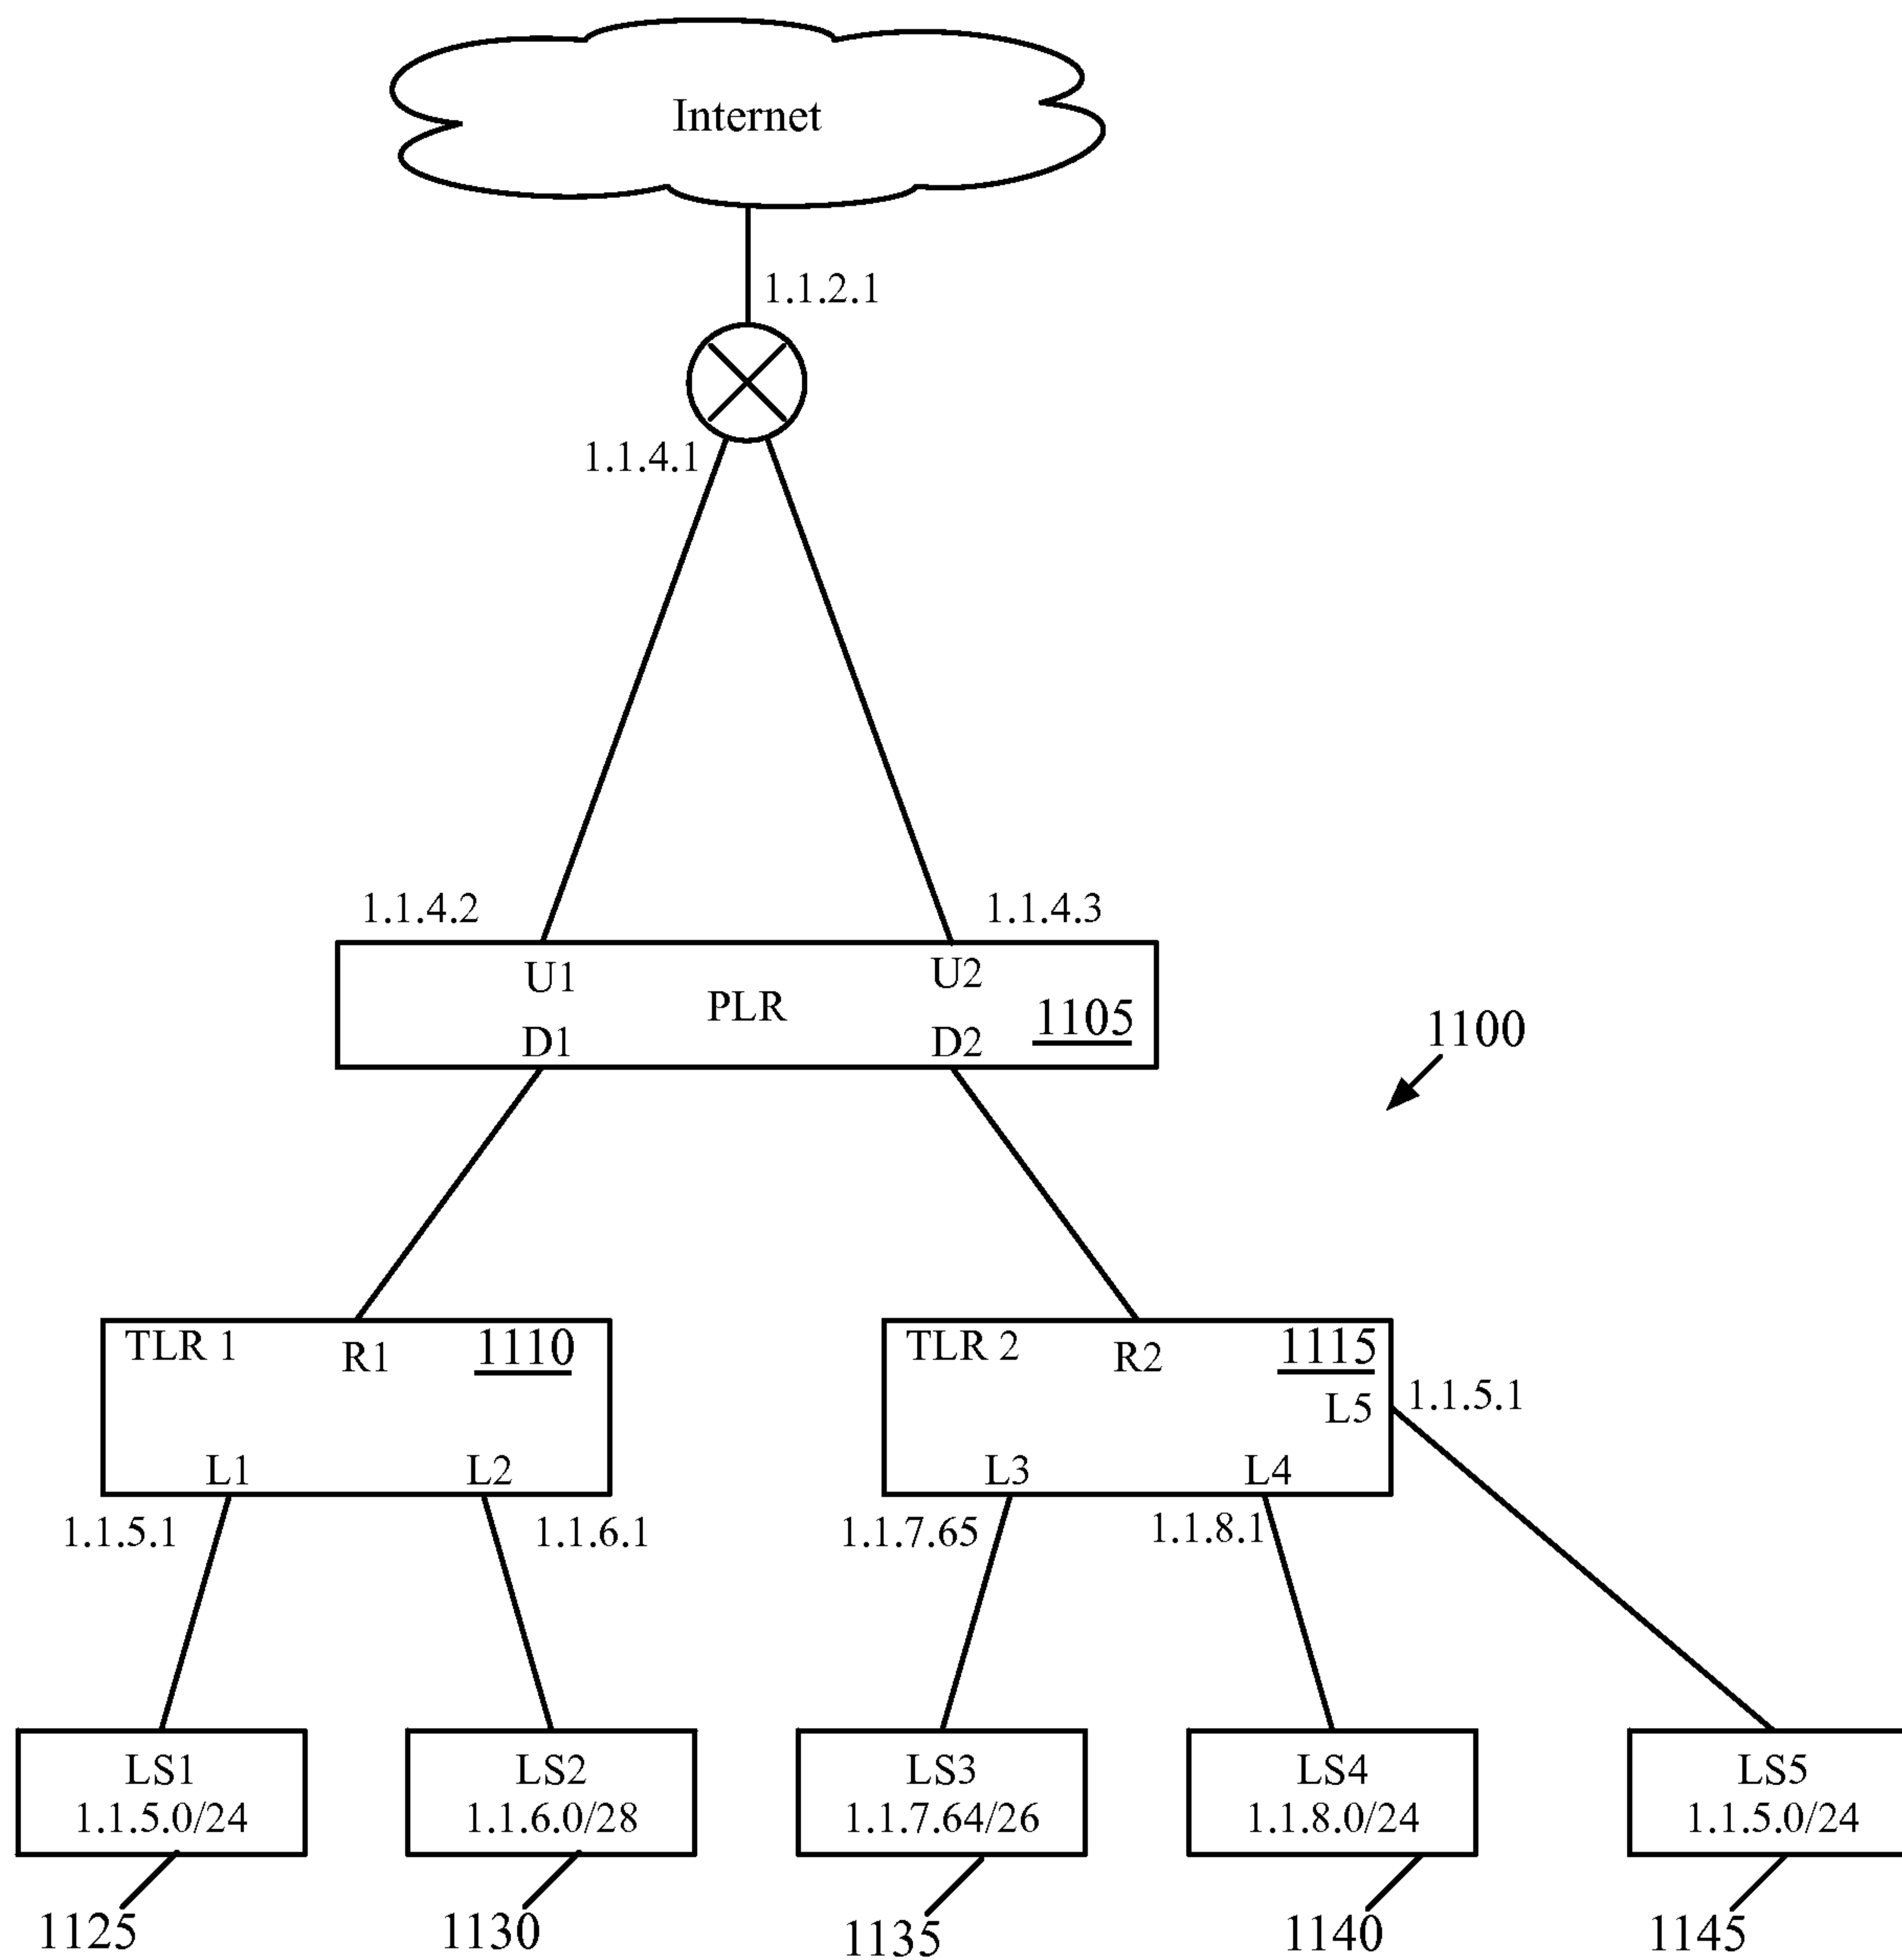 Internet
1.1.2.1
1.1.4.1
1.1.4.2
1.1.4.3
U1
U2
PLR
1105
D1
D2
1100
TLR 1
R1
1110
L1
L2
TLR 2
R2
1115
L5
1.1.5.1
L3
L4
1.1.5.1
1.1.6.1
1.1.7.65
1.1.8.1
LS1
1.1.5.0/24
LS2
1.1.6.0/28
LS3
1.1.7.64/26
LS4
1.1.8.0/24
LS5
1.1.5.0/24
1125
1130
1135
1140
1145